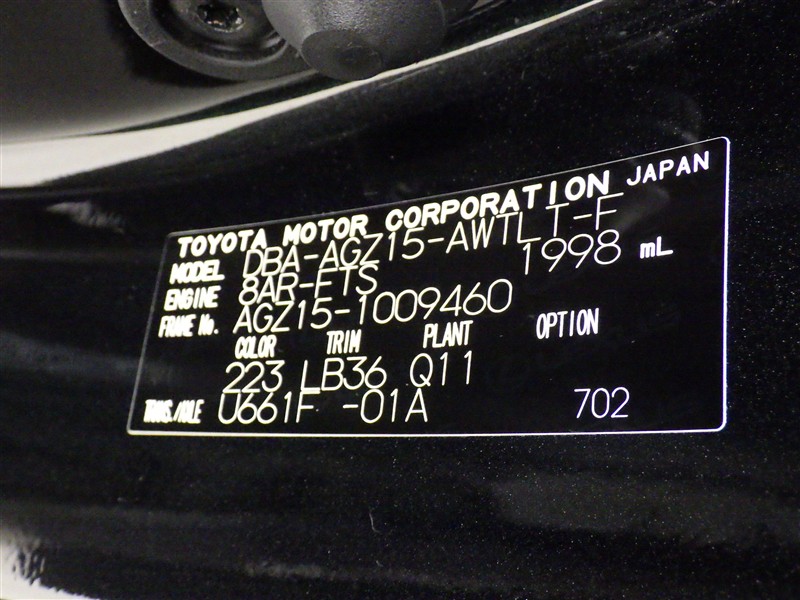 TOYOTA MOTOR CORPORATION JAPAN
MODEL DBA-AGZ15-AWTLT-F
ENGINE 8AR-FTS 1998 mL
FRAME No. AGZ15-1009460
COLOR TRIM PLANT OPTION
223 LB36 Q11
TRANS./AXLE U661F -01A 702